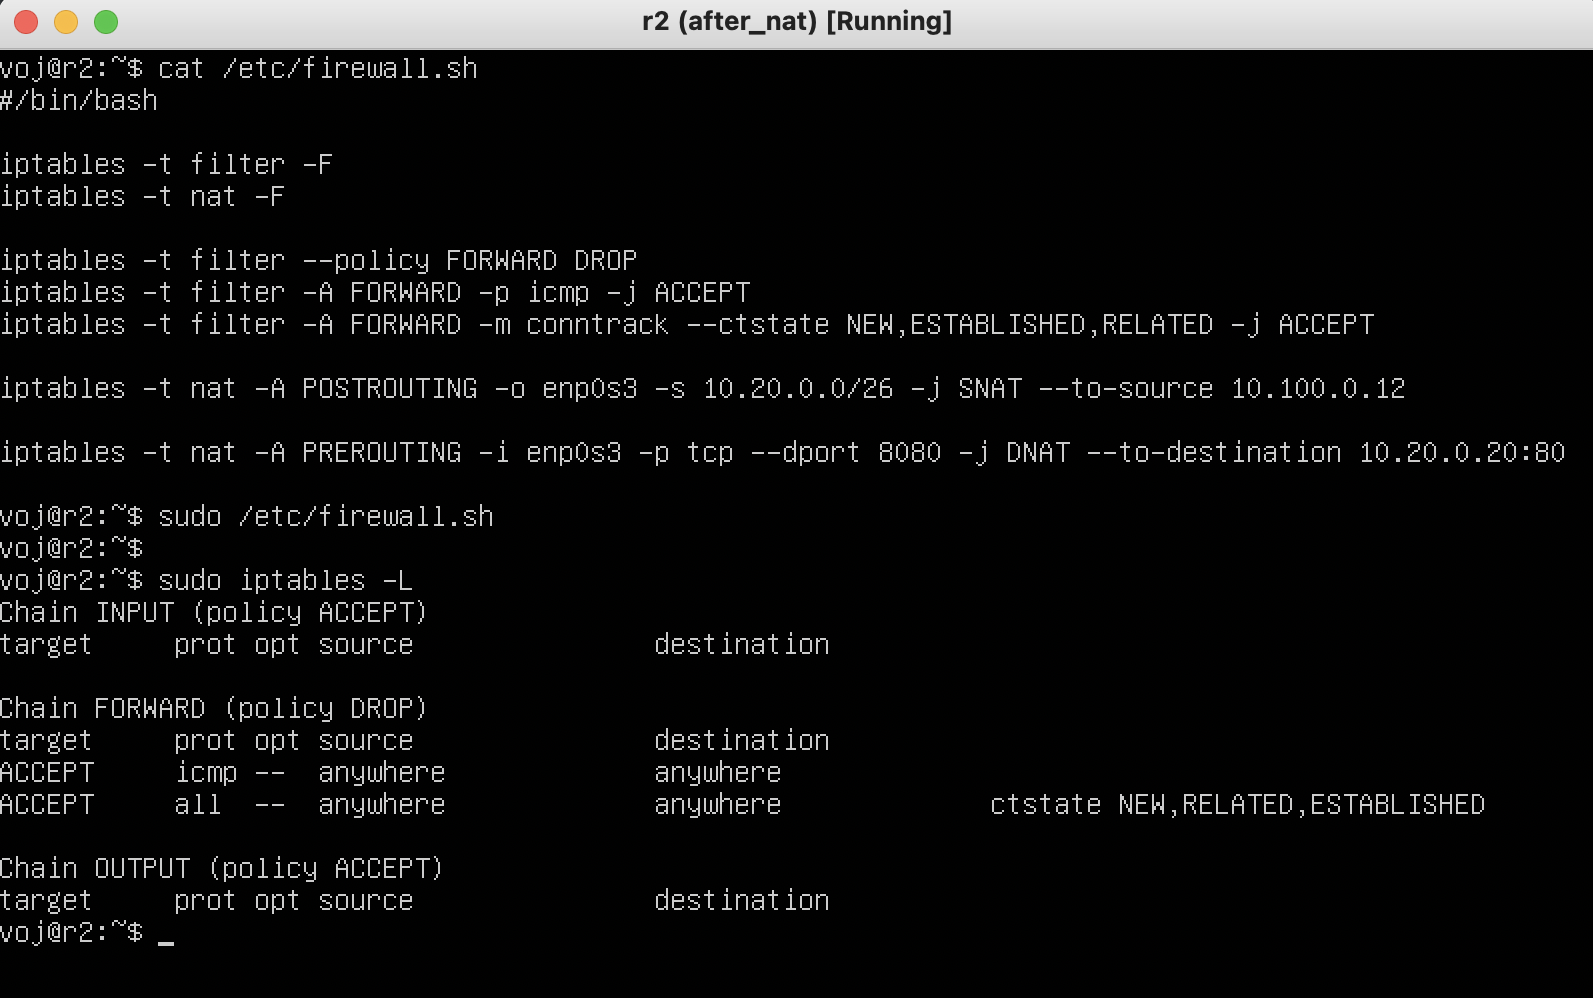 r2 (after_nat) [Running]
voj@r2:~$ cat /etc/firewall.sh
#/bin/bash
iptables -t filter -F
iptables -t nat -F
iptables -t filter --policy FORWARD DROP
iptables -t filter -A FORWARD -p icmp -j ACCEPT
iptables -t filter -A FORWARD -m conntrack --ctstate NEW,ESTABLISHED,RELATED -j ACCEPT
iptables -t nat -A POSTROUTING -o enp0s3 -s 10.20.0.0/26 -j SNAT --to-source 10.100.0.12
iptables -t nat -A PREROUTING -i enp0s3 -p tcp --dport 8080 -j DNAT --to-destination 10.20.0.20:80
voj@r2:~$ sudo /etc/firewall.sh
voj@r2:~$
voj@r2:~$ sudo iptables -L
Chain INPUT (policy ACCEPT)
target     prot opt source               destination
Chain FORWARD (policy DROP)
target     prot opt source               destination
ACCEPT     icmp --  anywhere             anywhere
ACCEPT     all  --  anywhere             anywhere             ctstate NEW,RELATED,ESTABLISHED
Chain OUTPUT (policy ACCEPT)
target     prot opt source               destination
voj@r2:~$ _